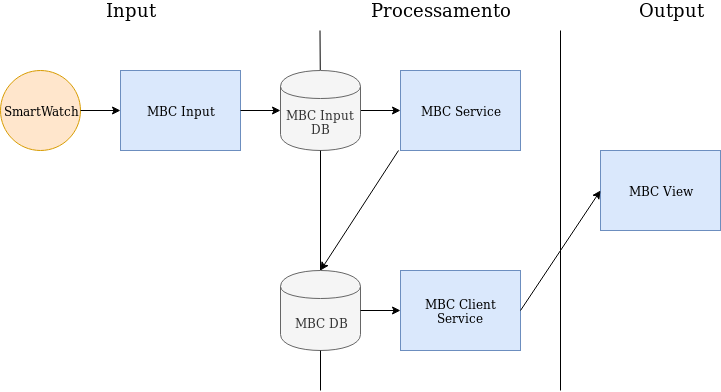 Input
Processamento
Output
SmartWatch
MBC Input
MBC Input
DB
MBC Service
MBC View
MBC DB
MBC Client
Service